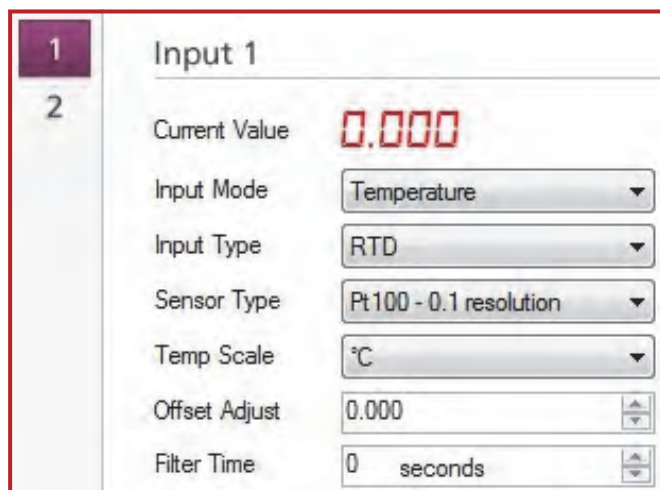 1
2
Input 1
Current Value 0.000
Input Mode Temperature
Input Type RTD
Sensor Type Pt100 - 0.1 resolution
Temp Scale °C
Offset Adjust 0.000
Filter Time 0 seconds